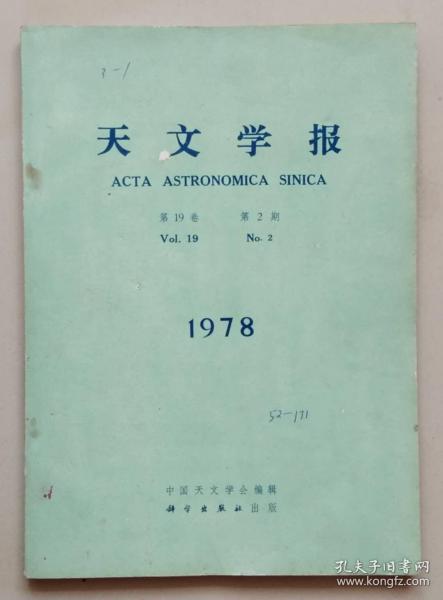 3-1
天文学报
ACTA ASTRONOMICA SINICA
第19卷 第2期
Vol. 19 No. 2
1978
52-171
中国天文学会编辑
科学出版社出版
孔夫子旧书网
www.kongfz.com